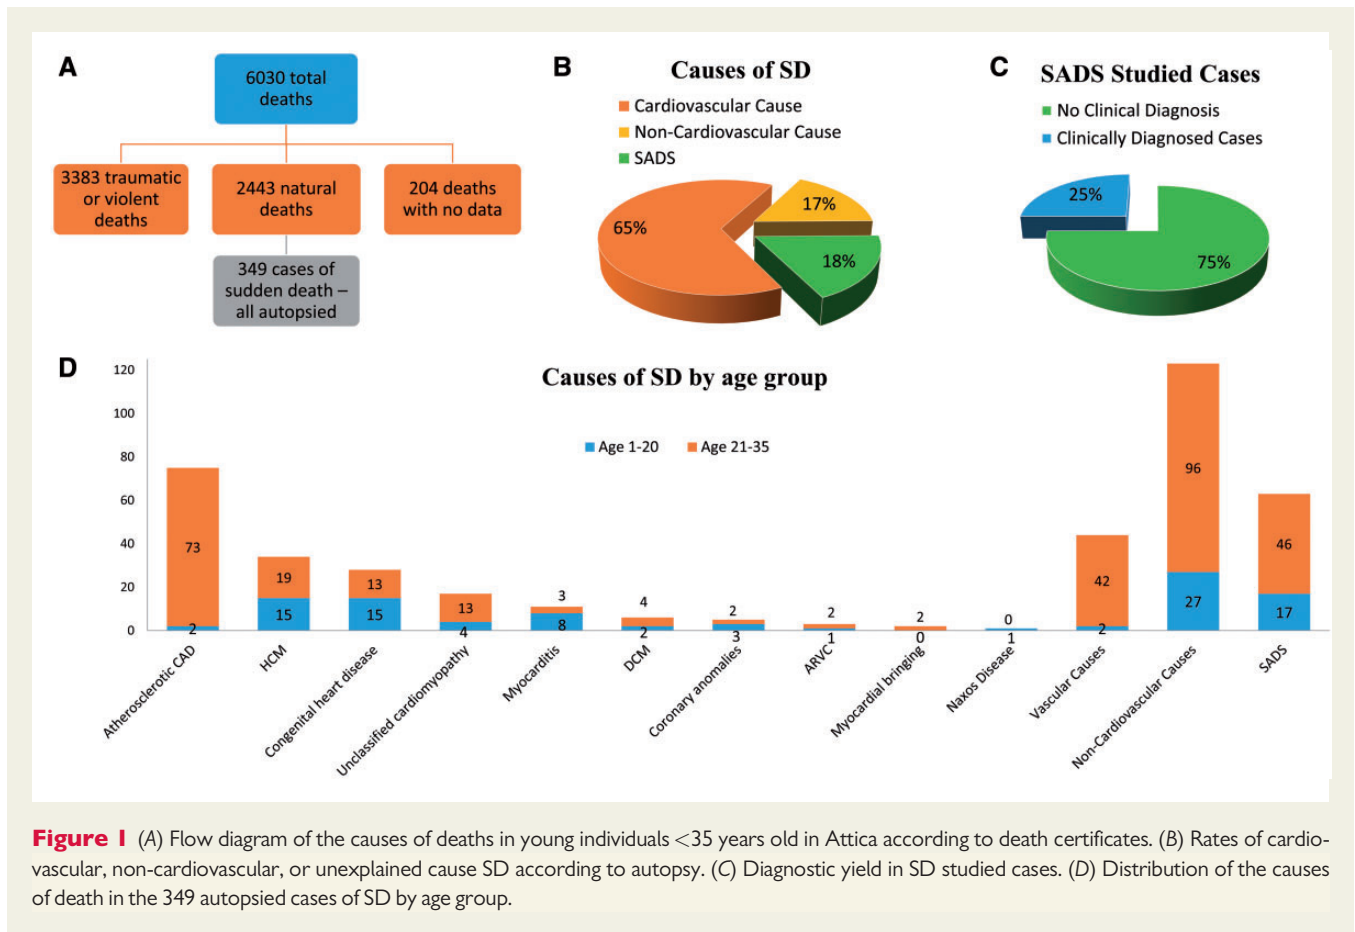 A
6030 total
deaths
3383 traumatic
or violent
deaths
2443 natural
deaths
204 deaths
with no data
349 cases of
sudden death –
all autopsied
B
Causes of SD
Cardiovascular Cause
Non-Cardiovascular Cause
SADS
65%
17%
18%
C
SADS Studied Cases
No Clinical Diagnosis
Clinically Diagnosed Cases
25%
75%
D
Causes of SD by age group
Age 1-20
Age 21-35
120
100
80
60
40
20
0
73
2
19
15
13
15
13
4
3
8
4
2
2
3
2
1
2
0
0
1
42
2
96
27
46
17
Atherosclerotic CAD
HCM
Congenital heart disease
Unclassified cardiomyopathy
Myocarditis
DCM
Coronary anomalies
ARVC
Myocardial bringing
Naxos Disease
Vascular Causes
Non-Cardiovascular Causes
SADS
Figure 1 (A) Flow diagram of the causes of deaths in young individuals <35 years old in Attica according to death certificates. (B) Rates of cardio-
vascular, non-cardiovascular, or unexplained cause SD according to autopsy. (C) Diagnostic yield in SD studied cases. (D) Distribution of the causes
of death in the 349 autopsied cases of SD by age group.